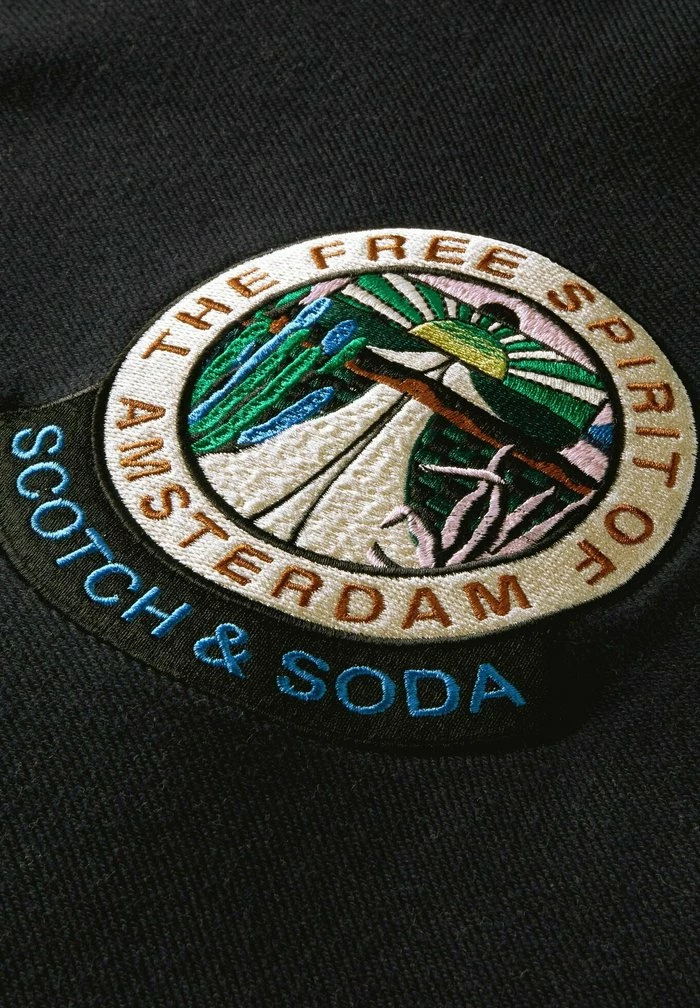 THE FREE SPIRIT OF
AMSTERDAM
SCOTCH & SODA